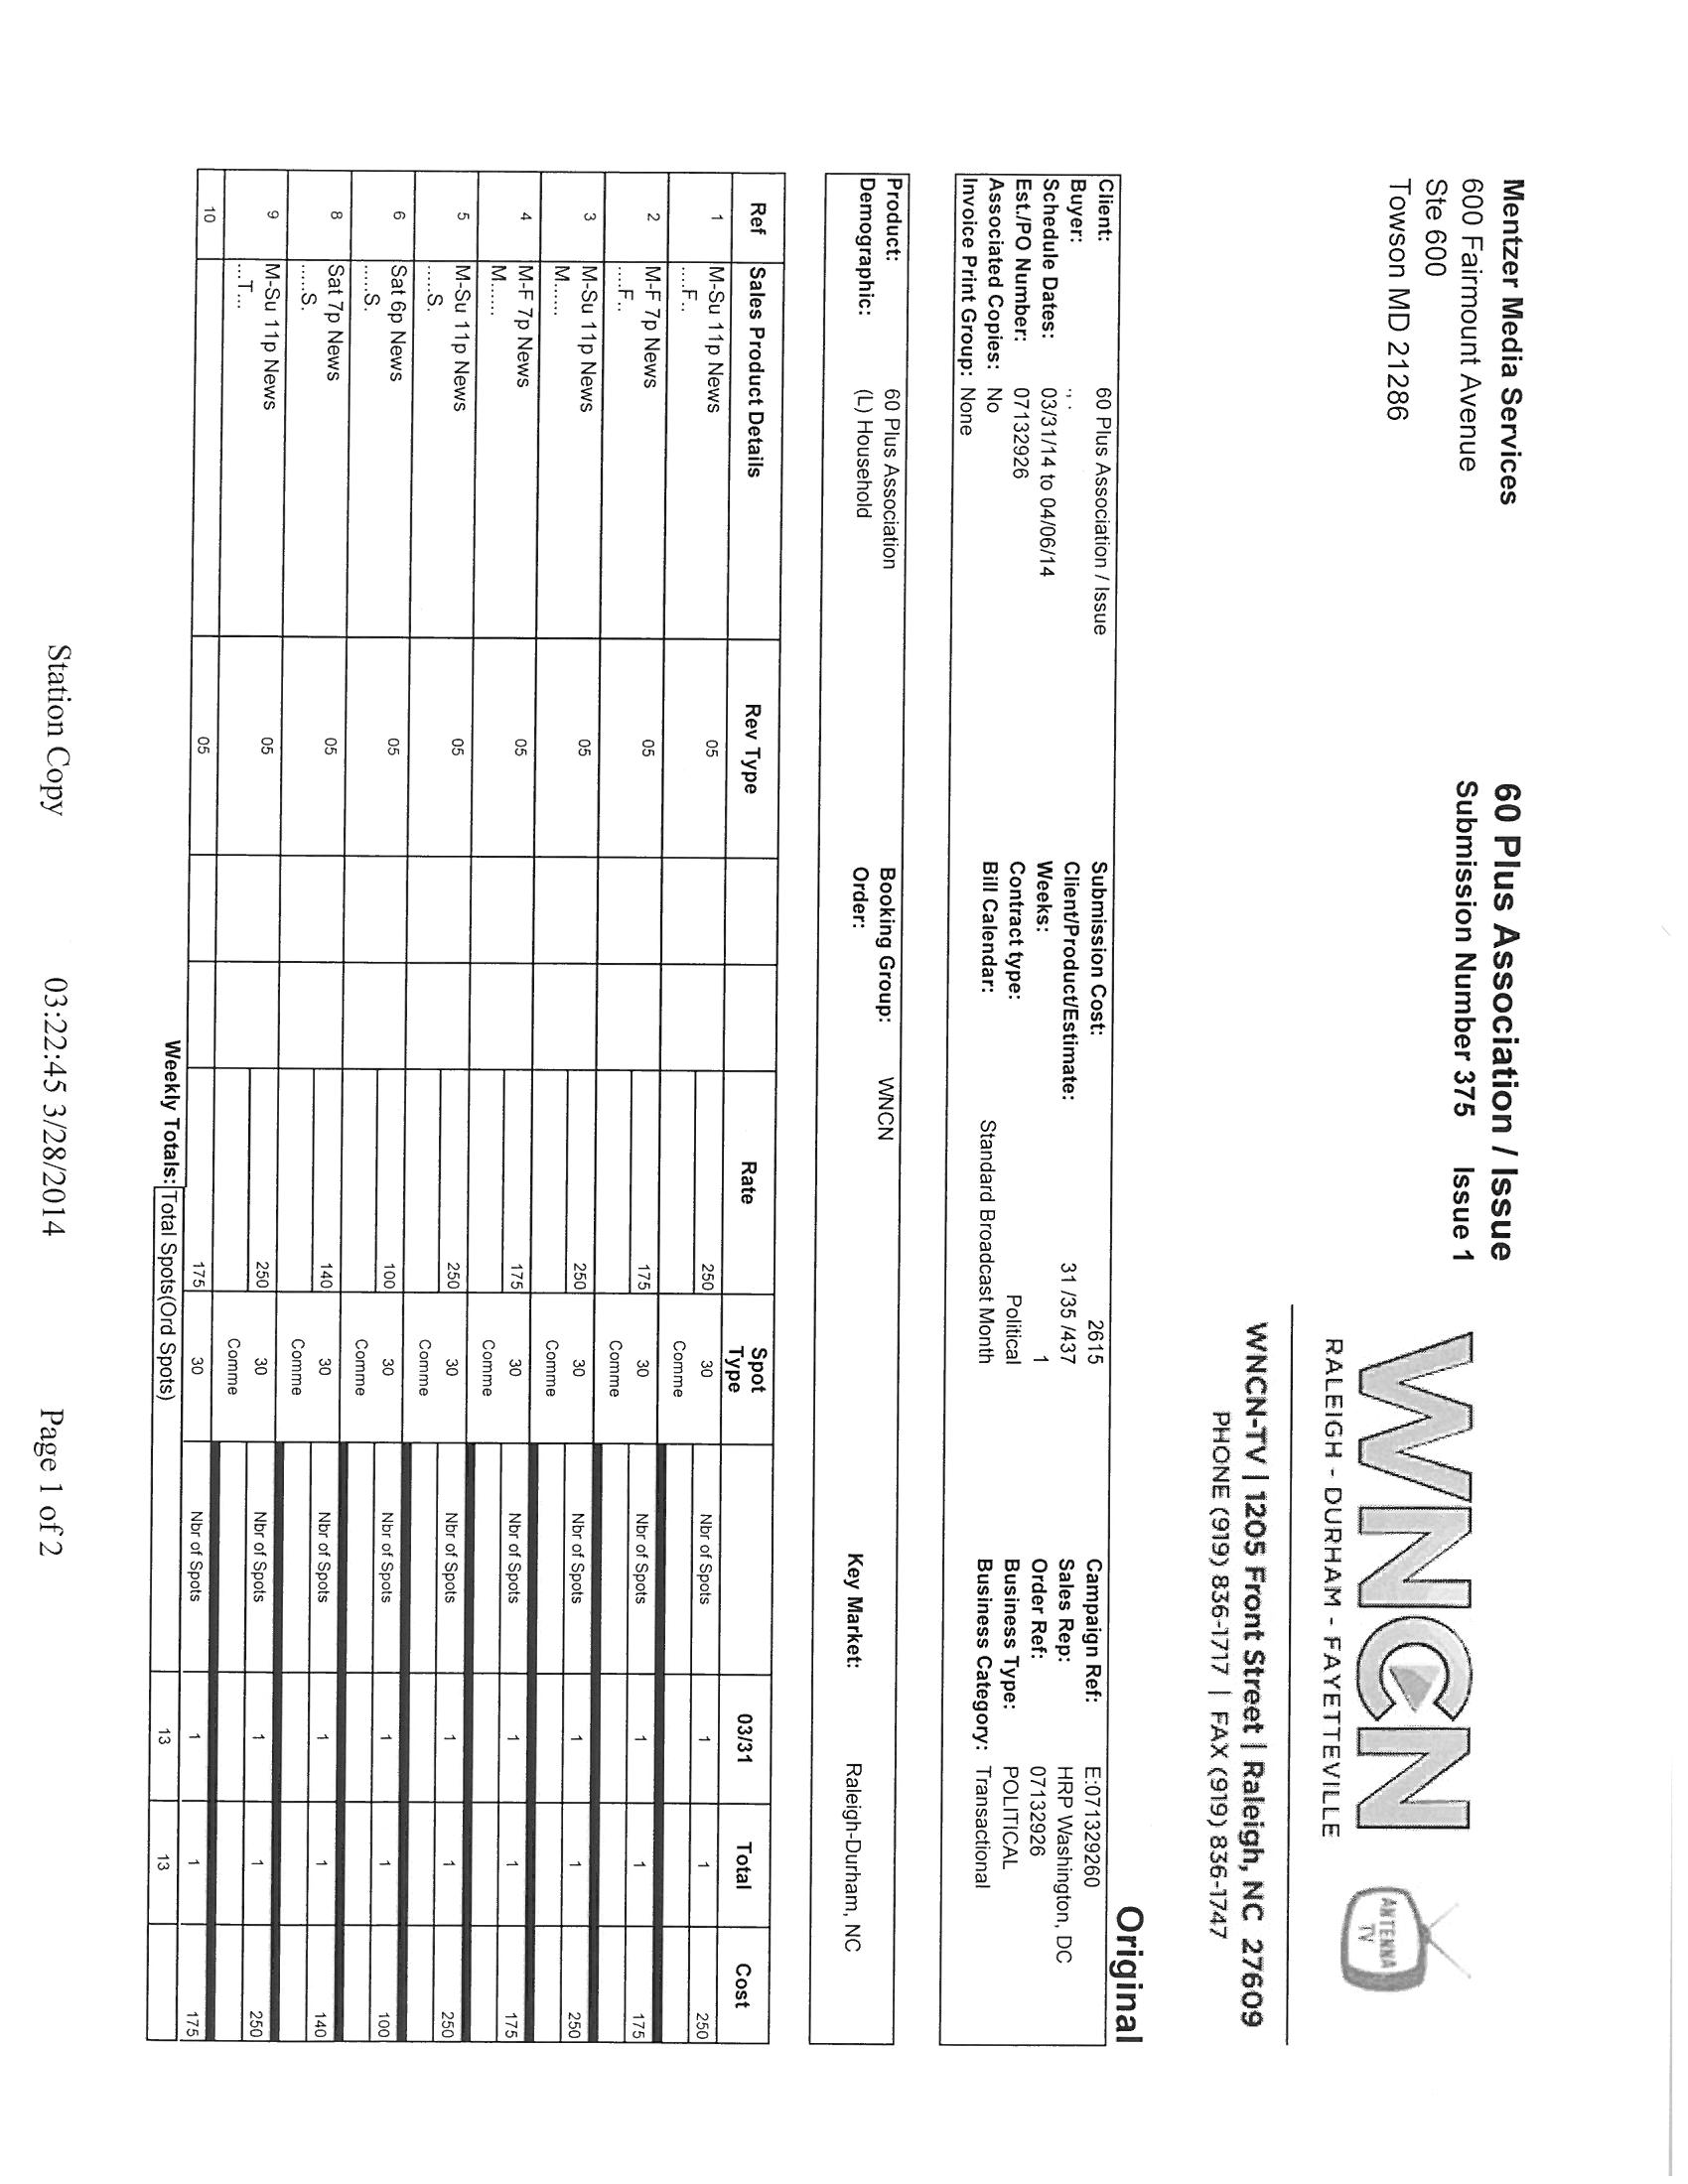 Mentzer Media Services
600 Fairmount Avenue
Ste 600
Towson MD 21286
60 Plus Association / Issue
Submission Number 375 Issue 1
WNCN
RALEIGH - DURHAM - FAYETTEVILLE
ANTENNA
TV
WNCN-TV | 1205 Front Street | Raleigh, NC 27609
PHONE (919) 836-1717 | FAX (919) 836-1747
Original
Client: 60 Plus Association / Issue Submission Cost: 2615 Campaign Ref: E:071329260
Buyer: , . Client/Product/Estimate: 31 /35 /437 Sales Rep: HRP Washington, DC
Schedule Dates: 03/31/14 to 04/06/14 Weeks: 1 Order Ref: 07132926
Est./PO Number: 07132926 Contract type: Political Business Type: POLITICAL
Associated Copies: No Bill Calendar: Standard Broadcast Month Business Category: Transactional
Invoice Print Group: None
Product: 60 Plus Association Booking Group: WNCN Key Market: Raleigh-Durham, NC
Demographic: (L) Household Order:
Ref Sales Product Details Rev Type Rate Spot Type 03/31 Total Cost
1 M-Su 11p News 05 250 30 Nbr of Spots 1 1 250
....F.. Comme
2 M-F 7p News 05 175 30 Nbr of Spots 1 1 175
....F.. Comme
3 M-Su 11p News 05 250 30 Nbr of Spots 1 1 250
M...... Comme
4 M-F 7p News 05 175 30 Nbr of Spots 1 1 175
M...... Comme
5 M-Su 11p News 05 250 30 Nbr of Spots 1 1 250
.....S. Comme
6 Sat 6p News 05 100 30 Nbr of Spots 1 1 100
.....S. Comme
8 Sat 7p News 05 140 30 Nbr of Spots 1 1 140
.....S. Comme
9 M-Su 11p News 05 250 30 Nbr of Spots 1 1 250
...T... Comme
10 05 175 30 Nbr of Spots 1 1 175
Weekly Totals: Total Spots(Ord Spots) 13 13
Station Copy 03:22:45 3/28/2014 Page 1 of 2